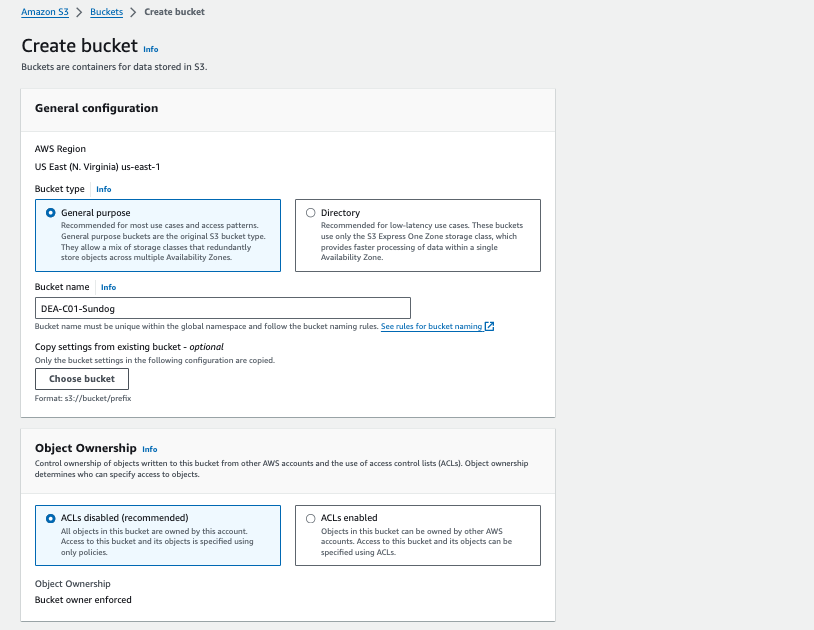 Amazon S3 > Buckets > Create bucket
Create bucket Info
Buckets are containers for data stored in S3.
General configuration
AWS Region
US East (N. Virginia) us-east-1
Bucket type Info
General purpose
Recommended for most use cases and access patterns.
General purpose buckets are the original S3 bucket type.
They allow a mix of storage classes that redundantly
store objects across multiple Availability Zones.
Directory
Recommended for low-latency use cases. These buckets
use only the S3 Express One Zone storage class, which
provides faster processing of data within a single
Availability Zone.
Bucket name Info
DEA-C01-Sundog
Bucket name must be unique within the global namespace and follow the bucket naming rules. See rules for bucket naming
Copy settings from existing bucket - optional
Only the bucket settings in the following configuration are copied.
Choose bucket
Format: s3://bucket/prefix
Object Ownership Info
Control ownership of objects written to this bucket from other AWS accounts and the use of access control lists (ACLs). Object ownership
determines who can specify access to objects.
ACLs disabled (recommended)
All objects in this bucket are owned by this account.
Access to this bucket and its objects is specified using
only policies.
ACLs enabled
Objects in this bucket can be owned by other AWS
accounts. Access to this bucket and its objects can be
specified using ACLs.
Object Ownership
Bucket owner enforced